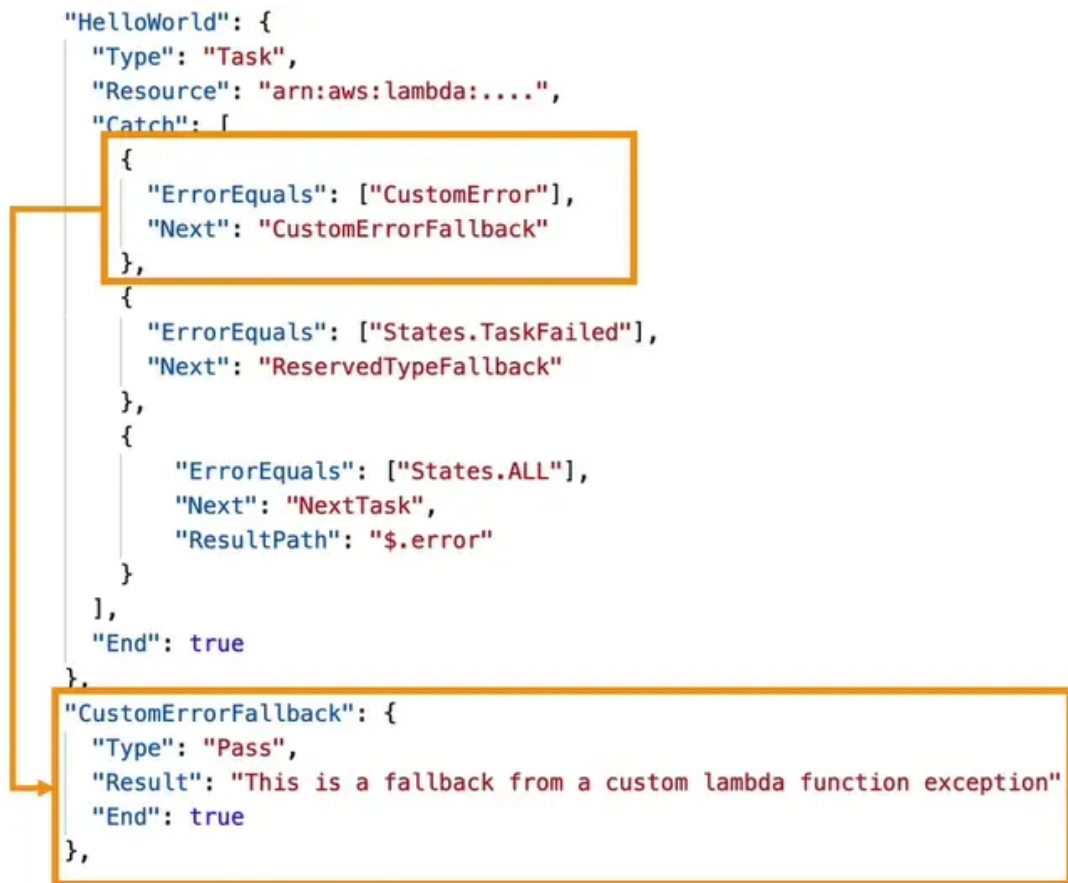 "HelloWorld": {
"Type": "Task",
"Resource": "arn:aws:lambda:....",
"Catch": [
{
"ErrorEquals": ["CustomError"],
"Next": "CustomErrorFallback"
},
{
"ErrorEquals": ["States.TaskFailed"],
"Next": "ReservedTypeFallback"
},
{
"ErrorEquals": ["States.ALL"],
"Next": "NextTask",
"ResultPath": "$.error"
}
],
"End": true
},
"CustomErrorFallback": {
"Type": "Pass",
"Result": "This is a fallback from a custom lambda function exception"
"End": true
},